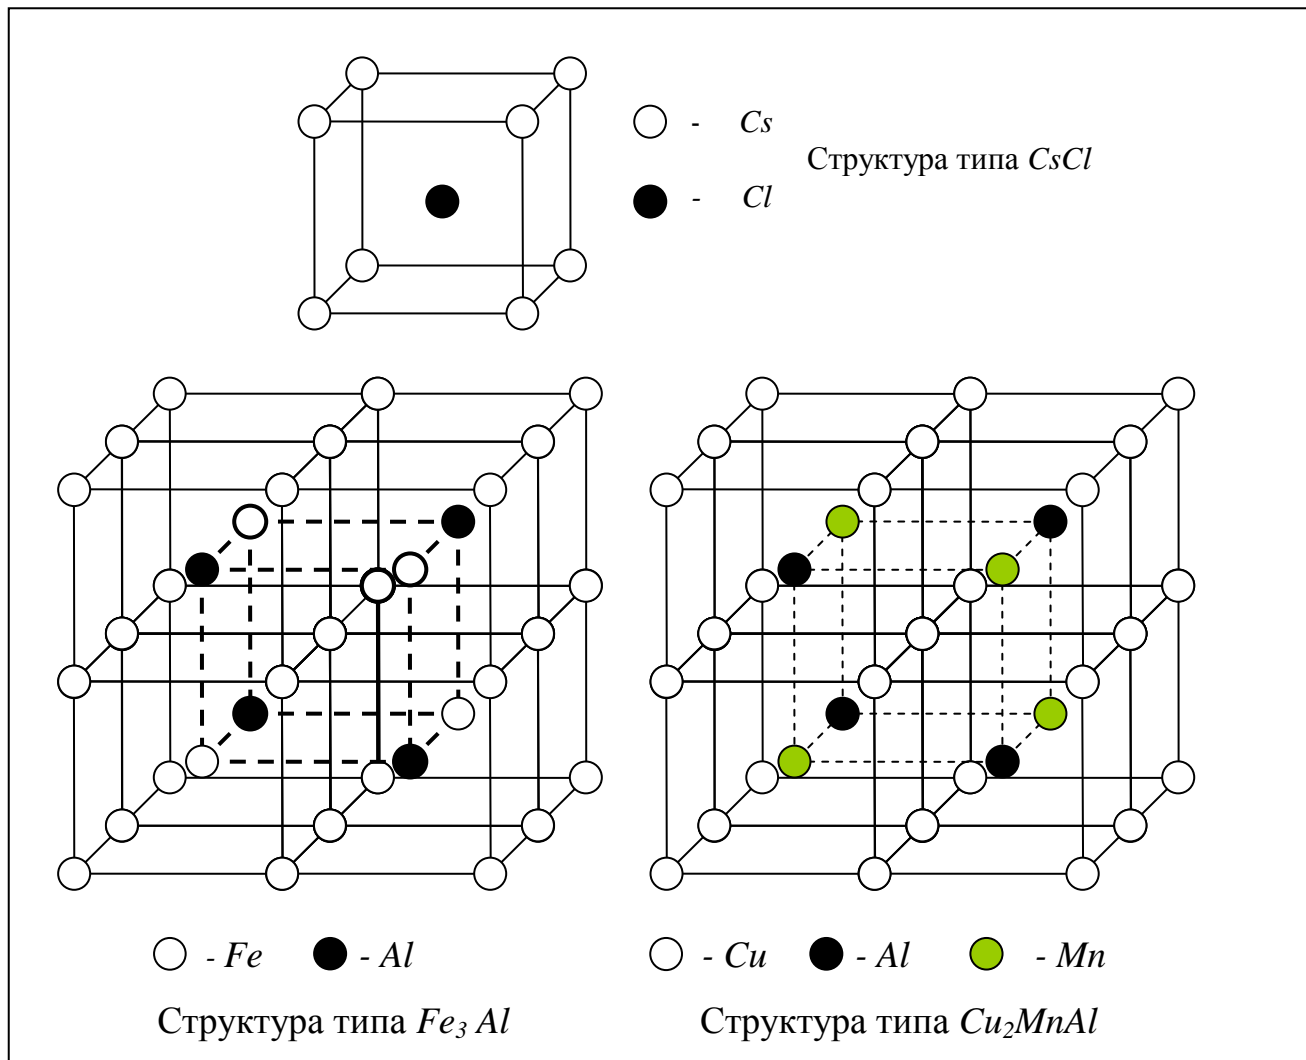 - Cs
Структура типа CsCl
- Cl
- Fe - Al
- Cu - Al - Mn
Структура типа Fe₃ Al
Структура типа Cu₂MnAl